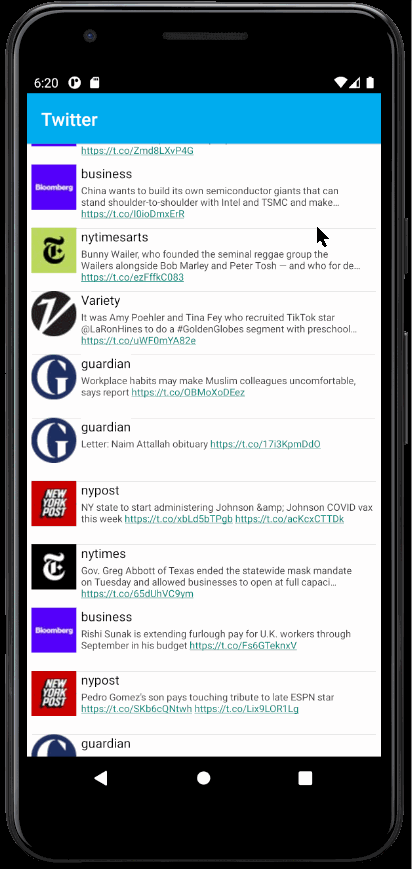 6:20
Twitter
https://t.co/Zmd8LXvP4G
Bloomberg
business
China wants to build its own semiconductor giants that can
stand shoulder-to-shoulder with Intel and TSMC and make…
https://t.co/I0ioDmxErR
nytimesarts
Bunny Wailer, who founded the seminal reggae group the
Wailers alongside Bob Marley and Peter Tosh — and who for de…
https://t.co/ezFffkC083
Variety
It was Amy Poehler and Tina Fey who recruited TikTok star
@LaRonHines to do a #GoldenGlobes segment with preschool…
https://t.co/uWF0mYA82e
guardian
Workplace habits may make Muslim colleagues uncomfortable,
says report https://t.co/OBMoXoDEez
guardian
Letter: Naim Attallah obituary https://t.co/17i3KpmDdO
NEW
YORK
POST
nypost
NY state to start administering Johnson &amp; Johnson COVID vax
this week https://t.co/xbLd5bTPgb https://t.co/acKcxCTTDk
nytimes
Gov. Greg Abbott of Texas ended the statewide mask mandate
on Tuesday and allowed businesses to open at full capaci…
https://t.co/65dUhVC9ym
Bloomberg
business
Rishi Sunak is extending furlough pay for U.K. workers through
September in his budget https://t.co/Fs6GTeknxV
NEW
YORK
POST
nypost
Pedro Gomez's son pays touching tribute to late ESPN star
https://t.co/SKb6cQNtwh https://t.co/Lix9LOR1Lg
guardian